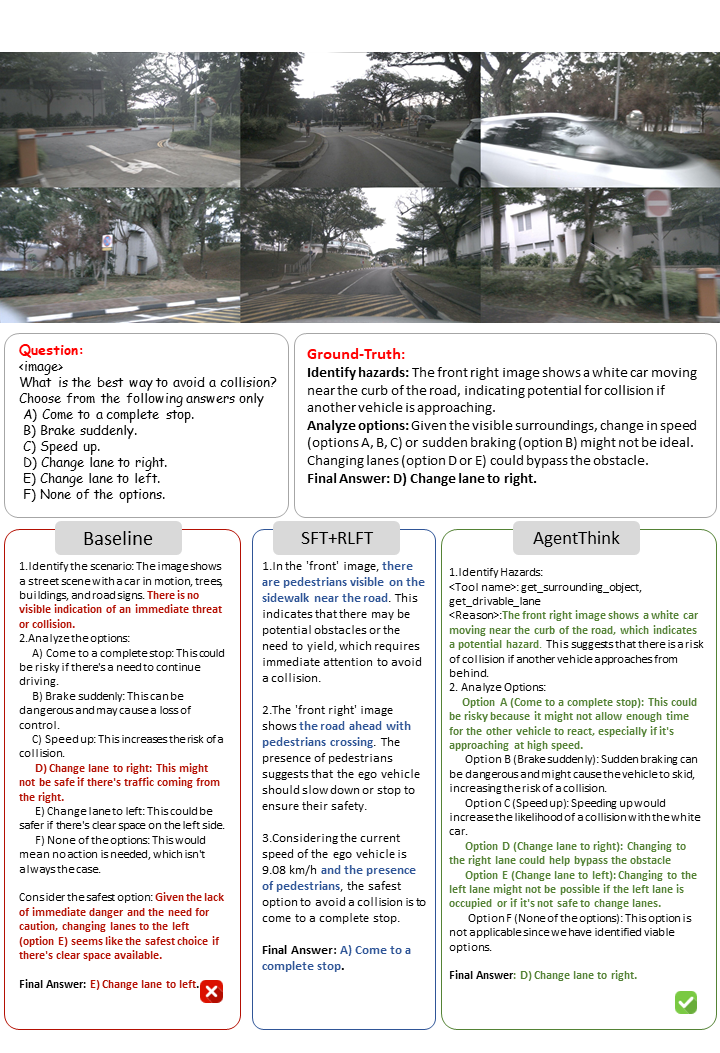 Question:
<image>
What is the best way to avoid a collision?
Choose from the following answers only
A) Come to a complete stop.
B) Brake suddenly.
C) Speed up.
D) Change lane to right.
E) Change lane to left.
F) None of the options.
Ground-Truth:
Identify hazards: The front right image shows a white car moving
near the curb of the road, indicating potential for collision if
another vehicle is approaching.
Analyze options: Given the visible surroundings, change in speed
(options A, B, C) or sudden braking (option B) might not be ideal.
Changing lanes (option D or E) could bypass the obstacle.
Final Answer: D) Change lane to right.
Baseline
1.Identify the scenario: The image shows
a street scene with a car in motion, trees,
buildings, and road signs. There is no
visible indication of an immediate threat
or collision.
2.Analyze the options:
A) Come to a complete stop: This could
be risky if there's a need to continue
driving.
B) Brake suddenly: This can be
dangerous and may cause a loss of
control.
C) Speed up: This increases the risk of a
collision.
D) Change lane to right: This might
not be safe if there's traffic coming from
the right.
E) Change lane to left: This could be
safer if there's clear space on the left side.
F) None of the options: This would
mean no action is needed, which isn't
always the case.
Consider the safest option: Given the lack
of immediate danger and the need for
caution, changing lanes to the left
(option E) seems like the safest choice if
there's clear space available.
Final Answer: E) Change lane to left.
SFT+RLFT
1.In the 'front' image, there
are pedestrians visible on the
sidewalk near the road. This
indicates that there may be
potential obstacles or the
need to yield, which requires
immediate attention to avoid
a collision.
2.The 'front right' image
shows the road ahead with
pedestrians crossing. The
presence of pedestrians
suggests that the ego vehicle
should slow down or stop to
ensure their safety.
3.Considering the current
speed of the ego vehicle is
9.08 km/h and the presence
of pedestrians, the safest
option to avoid a collision is to
come to a complete stop.
Final Answer: A) Come to a
complete stop.
AgentThink
1.Identify Hazards:
<Tool name>: get_surrounding_object,
get_drivable_lane
<Reason>:The front right image shows a white car
moving near the curb of the road, which indicates
a potential hazard. This suggests that there is a risk
of collision if another vehicle approaches from
behind.
2. Analyze Options:
Option A (Come to a complete stop): This could
be risky because it might not allow enough time
for the other vehicle to react, especially if it's
approaching at high speed.
Option B (Brake suddenly): Sudden braking can
be dangerous and might cause the vehicle to skid,
increasing the risk of a collision.
Option C (Speed up): Speeding up would
increase the likelihood of a collision with the white
car.
Option D (Change lane to right): Changing to
the right lane could help bypass the obstacle
Option E (Change lane to left): Changing to the
left lane might not be possible if the left lane is
occupied or if it's not safe to change lanes.
Option F (None of the options): This option is
not applicable since we have identified viable
options.
Final Answer: D) Change lane to right.